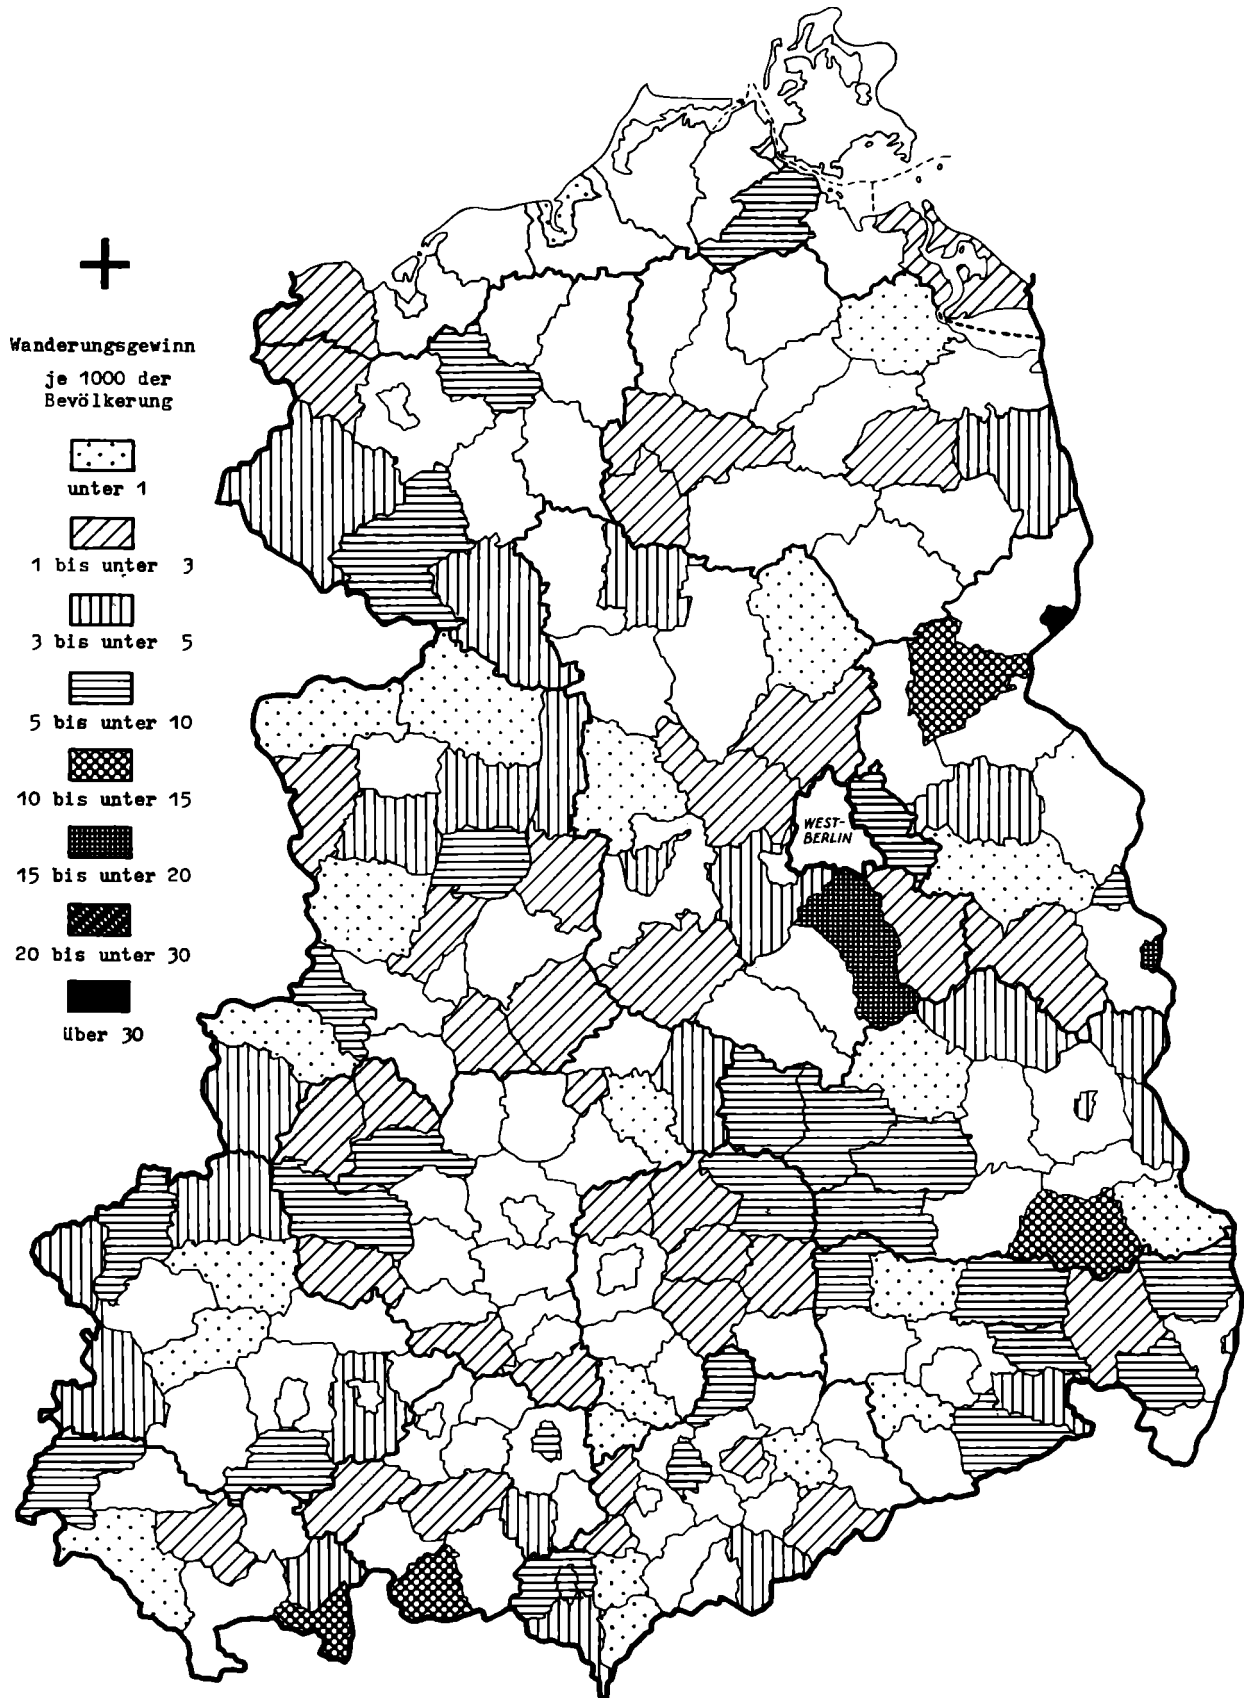 +
Wanderungsgewinn
je 1000 der
Bevölkerung
unter 1
1 bis unter 3
3 bis unter 5
5 bis unter 10
10 bis unter 15
15 bis unter 20
20 bis unter 30
über 30
WEST-
BERLIN